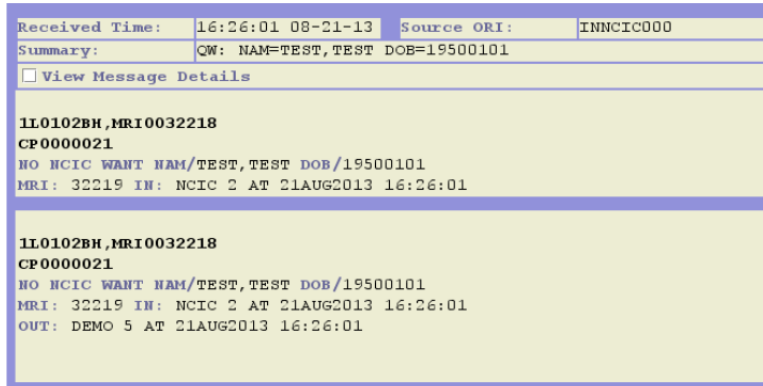 Received Time: 16:26:01 08-21-13 Source ORI: INNCIC000
Summary: QW: NAM=TEST,TEST DOB=19500101
View Message Details
1L0102BH,MRI0032218
CP0000021
NO NCIC WANT NAM/TEST,TEST DOB/19500101
MRI: 32219 IN: NCIC 2 AT 21AUG2013 16:26:01
1L0102BH,MRI0032218
CP0000021
NO NCIC WANT NAM/TEST,TEST DOB/19500101
MRI: 32219 IN: NCIC 2 AT 21AUG2013 16:26:01
OUT: DEMO 5 AT 21AUG2013 16:26:01